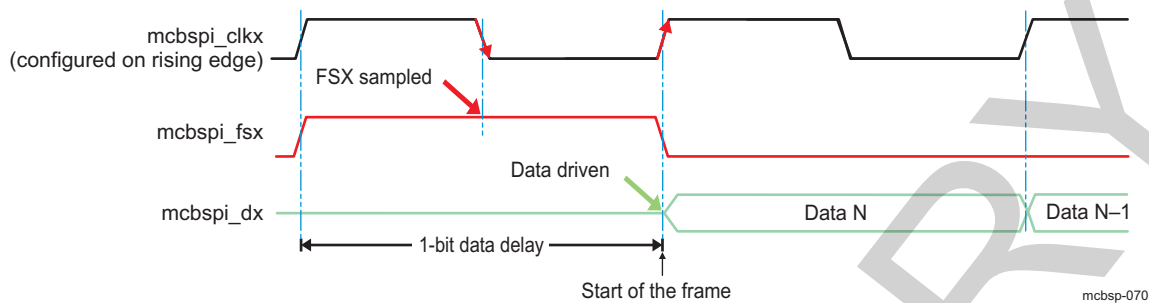 mcbspi_clkx
(configured on rising edge)
FSX sampled
mcbspi_fsx
Data driven
mcbspi_dx
Data N
Data N–1
1-bit data delay
Start of the frame
mcbsp-070
R Y